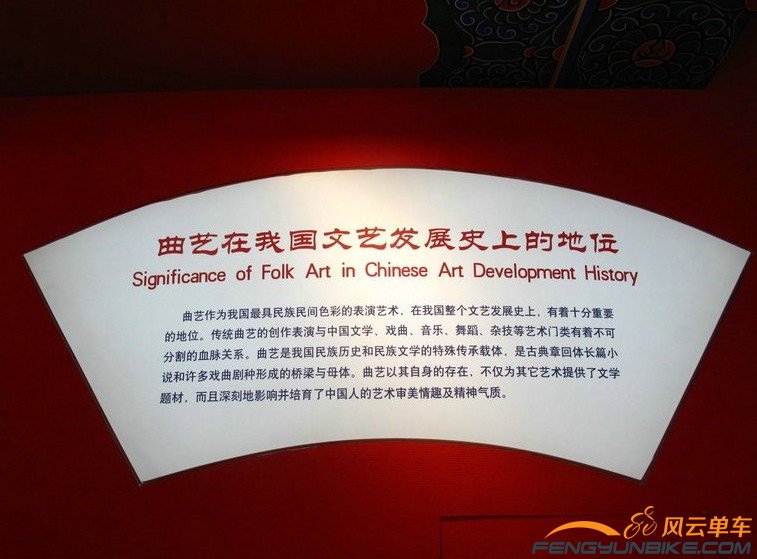 曲艺在我国文艺发展史上的地位
Significance of Folk Art in Chinese Art Development History
曲艺作为我国最具民族民间色彩的表演艺术，在我国整个文艺发展史上，有着十分重要
的地位。传统曲艺的创作表演与中国文学、戏曲、音乐、舞蹈、杂技等艺术门类有着不可
分割的血脉关系。曲艺是我国民族历史和民族文学的特殊传承载体，是古典章回体长篇小
说和许多戏曲剧种形成的桥梁与母体。曲艺以其自身的存在，不仅为其它艺术提供了文学
题材，而且深刻地影响并培育了中国人的艺术审美情趣及精神气质。
风云单车
FENGYUNBIKE.COM